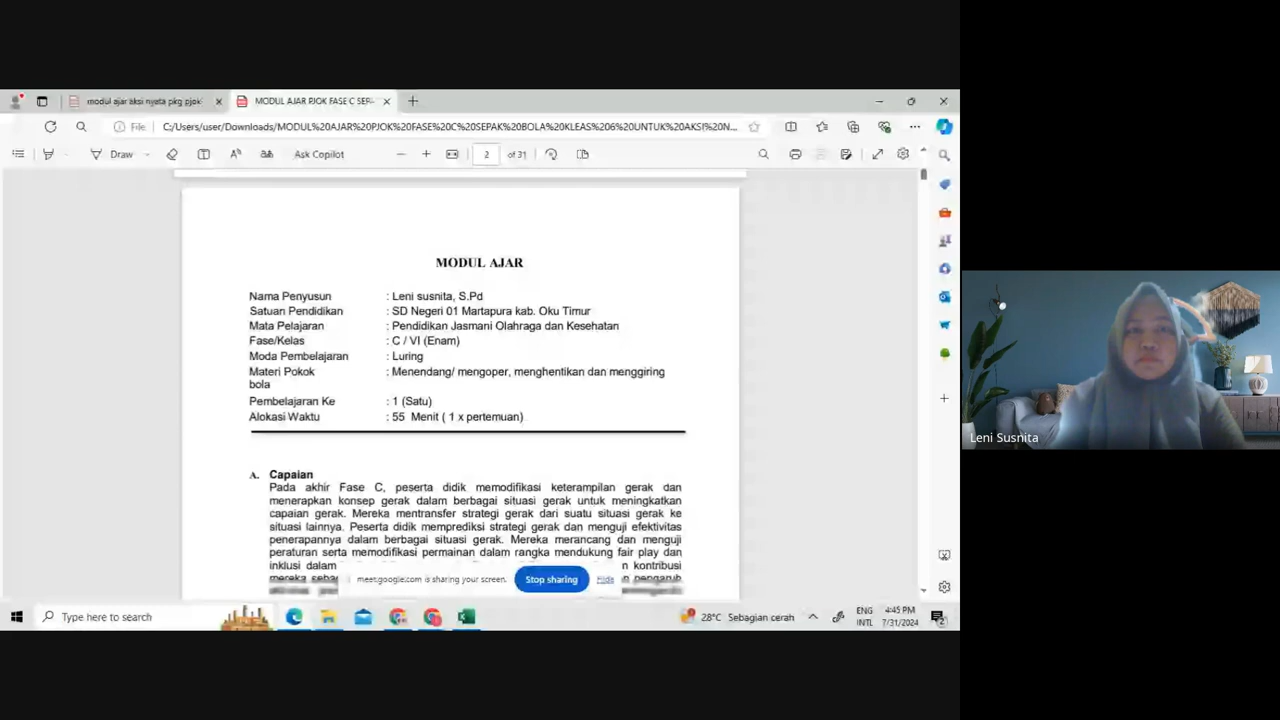 modul ajar aksi nyata pkg pjok
MODUL AJAR PJOK FASE C SEP
File
C:/Users/user/Downloads/MODUL%20AJAR%20PJOK%20FASE%20C%20SEPAK%20BOLA%20KLEAS%206%20UNTUK%20AKSI%20N...
Draw
Ask Copilot
2
of 31
MODUL AJAR
Nama Penyusun : Leni susnita, S.Pd
Satuan Pendidikan : SD Negeri 01 Martapura kab. Oku Timur
Mata Pelajaran : Pendidikan Jasmani Olahraga dan Kesehatan
Fase/Kelas : C / VI (Enam)
Moda Pembelajaran : Luring
Materi Pokok : Menendang/ mengoper, menghentikan dan menggiring
bola
Pembelajaran Ke : 1 (Satu)
Alokasi Waktu : 55 Menit ( 1 x pertemuan)
A. Capaian
Pada akhir Fase C, peserta didik memodifikasi keterampilan gerak dan
menerapkan konsep gerak dalam berbagai situasi gerak untuk meningkatkan
capaian gerak. Mereka mentransfer strategi gerak dari suatu situasi gerak ke
situasi lainnya. Peserta didik memprediksi strategi gerak dan menguji efektivitas
penerapannya dalam berbagai situasi gerak. Mereka merancang dan menguji
peraturan serta memodifikasi permainan dalam rangka mendukung fair play dan
inklusi dalam kontribusi
mereka pengaruh
meet.google.com is sharing your screen.
Stop sharing
Hide
Leni Susnita
Type here to search
28°C Sebagian cerah
ENG
INTL
4:45 PM
7/31/2024